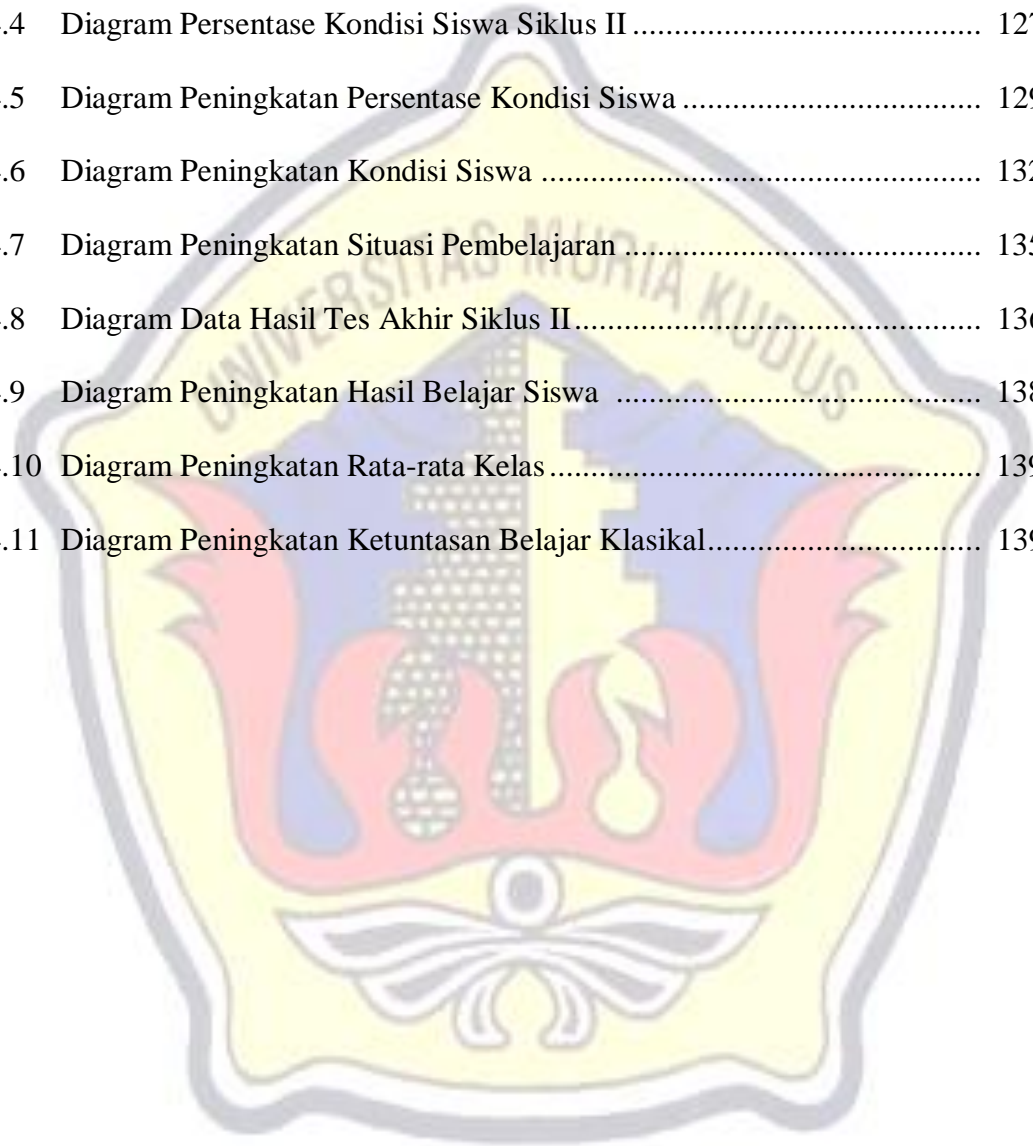 .4 Diagram Persentase Kondisi Siswa Siklus II ........................................ 127
.5 Diagram Peningkatan Persentase Kondisi Siswa .................................. 129
.6 Diagram Peningkatan Kondisi Siswa .................................................. 132
.7 Diagram Peningkatan Situasi Pembelajaran ......................................... 135
.8 Diagram Data Hasil Tes Akhir Siklus II ............................................... 136
.9 Diagram Peningkatan Hasil Belajar Siswa .......................................... 138
.10 Diagram Peningkatan Rata-rata Kelas ................................................. 139
.11 Diagram Peningkatan Ketuntasan Belajar Klasikal ............................... 139
UNIVERSITAS MURIA KUDUS